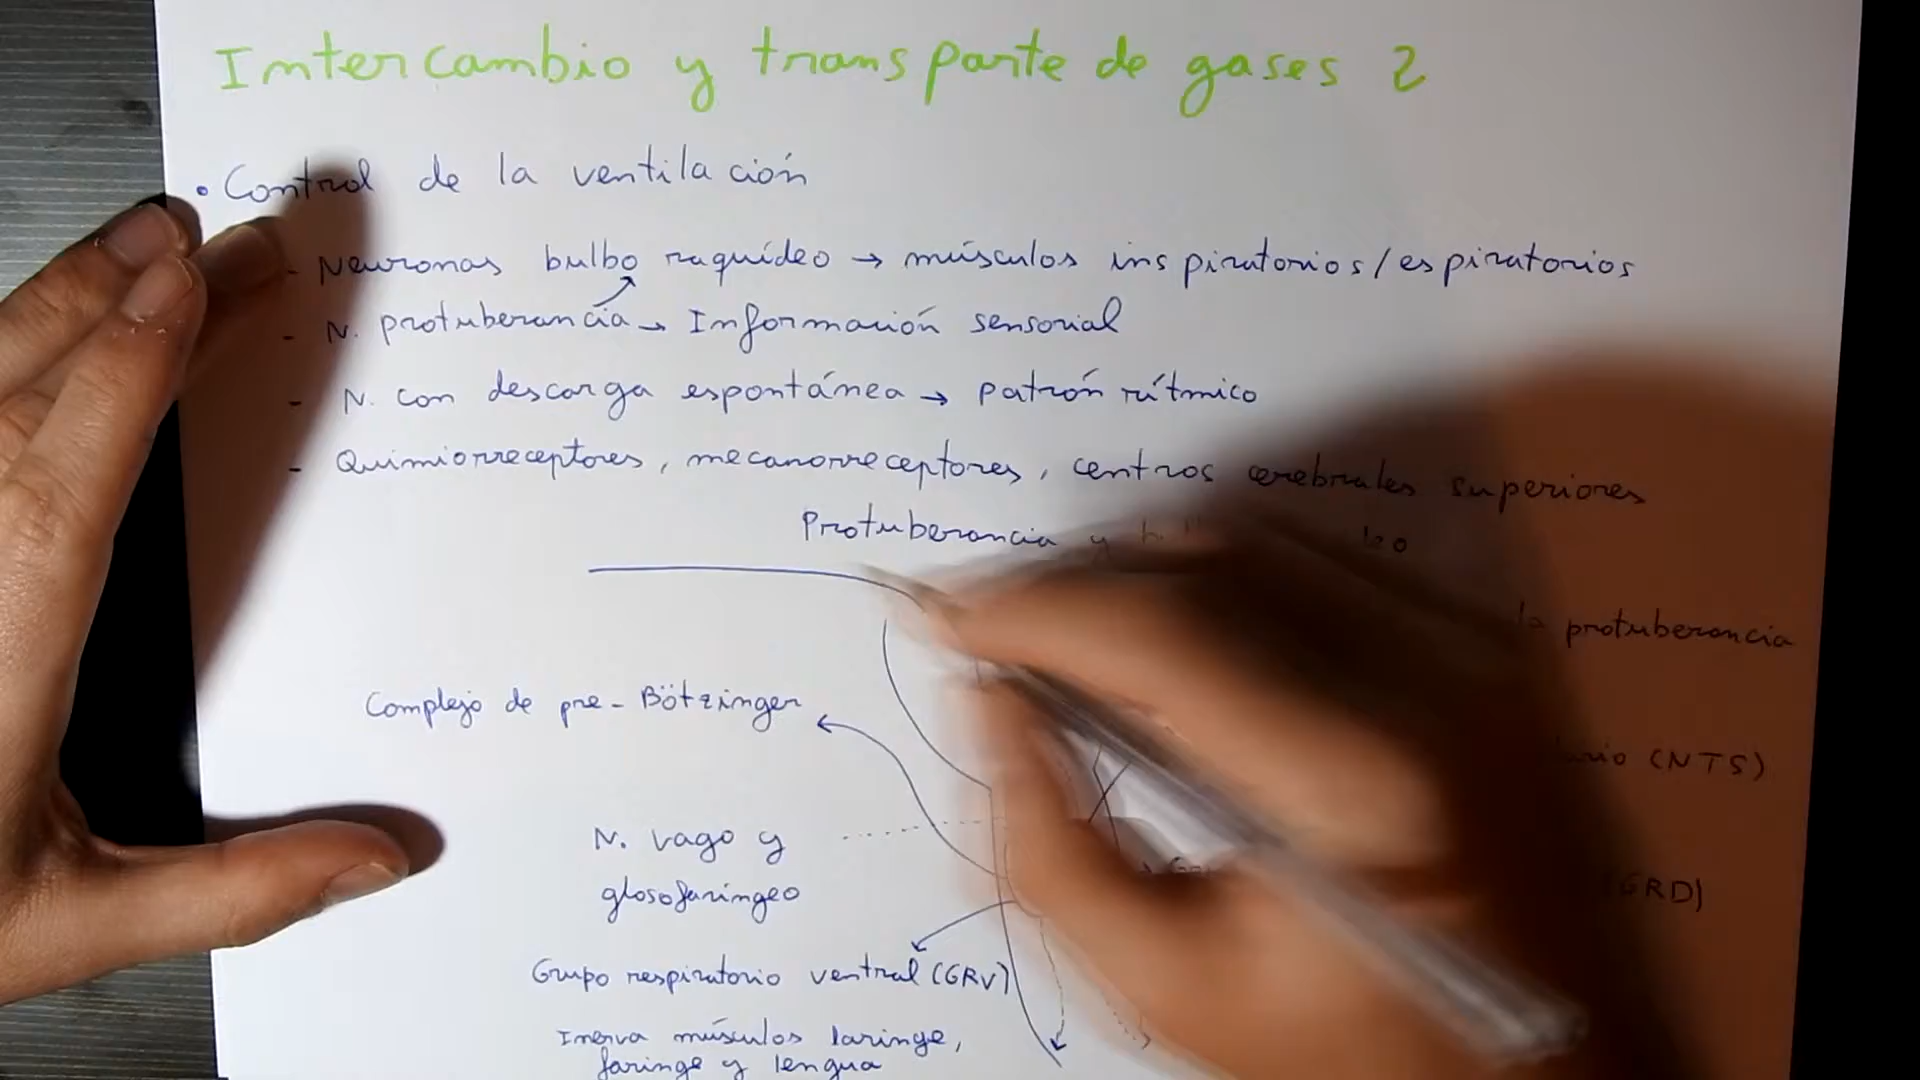 Intercambio y transporte de gases 2
• Control de la ventilación
- Neuronas bulbo raquídeo → músculos inspiratorios/espiratorios
- N. protuberancia → Información sensorial
- N. con descarga espontánea → patrón rítmico
- Quimiorreceptores, mecanorreceptores, centros cerebrales superiores
Protuberancia y
la protuberancia
Complejo de pre-Bötzinger
(NTS)
N. vago y
glosofaríngeo
(GRD)
Grupo respiratorio ventral (GRV)
Inerva músculos laringe,
faringe y lengua